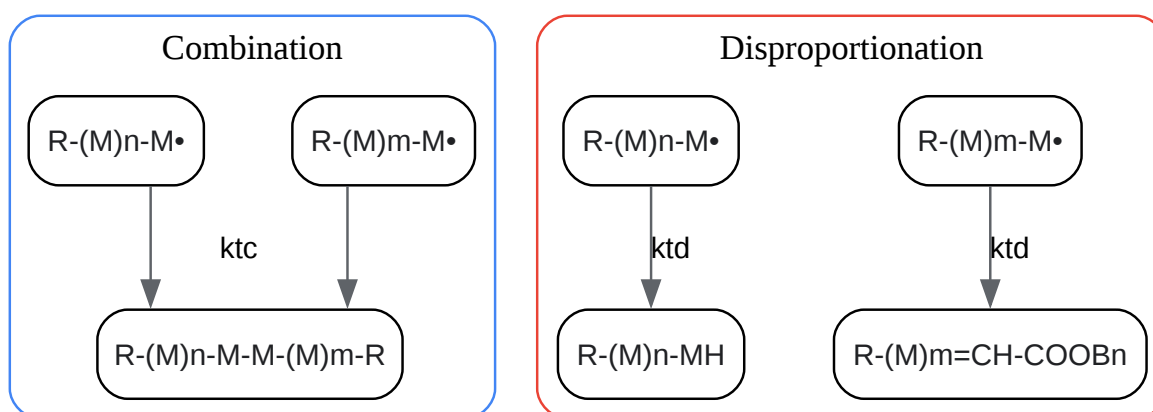 Combination
R-(M)n-M•
R-(M)m-M•
ktc
R-(M)n-M-M-(M)m-R
Disproportionation
R-(M)n-M•
R-(M)m-M•
ktd
ktd
R-(M)n-MH
R-(M)m=CH-COOBn